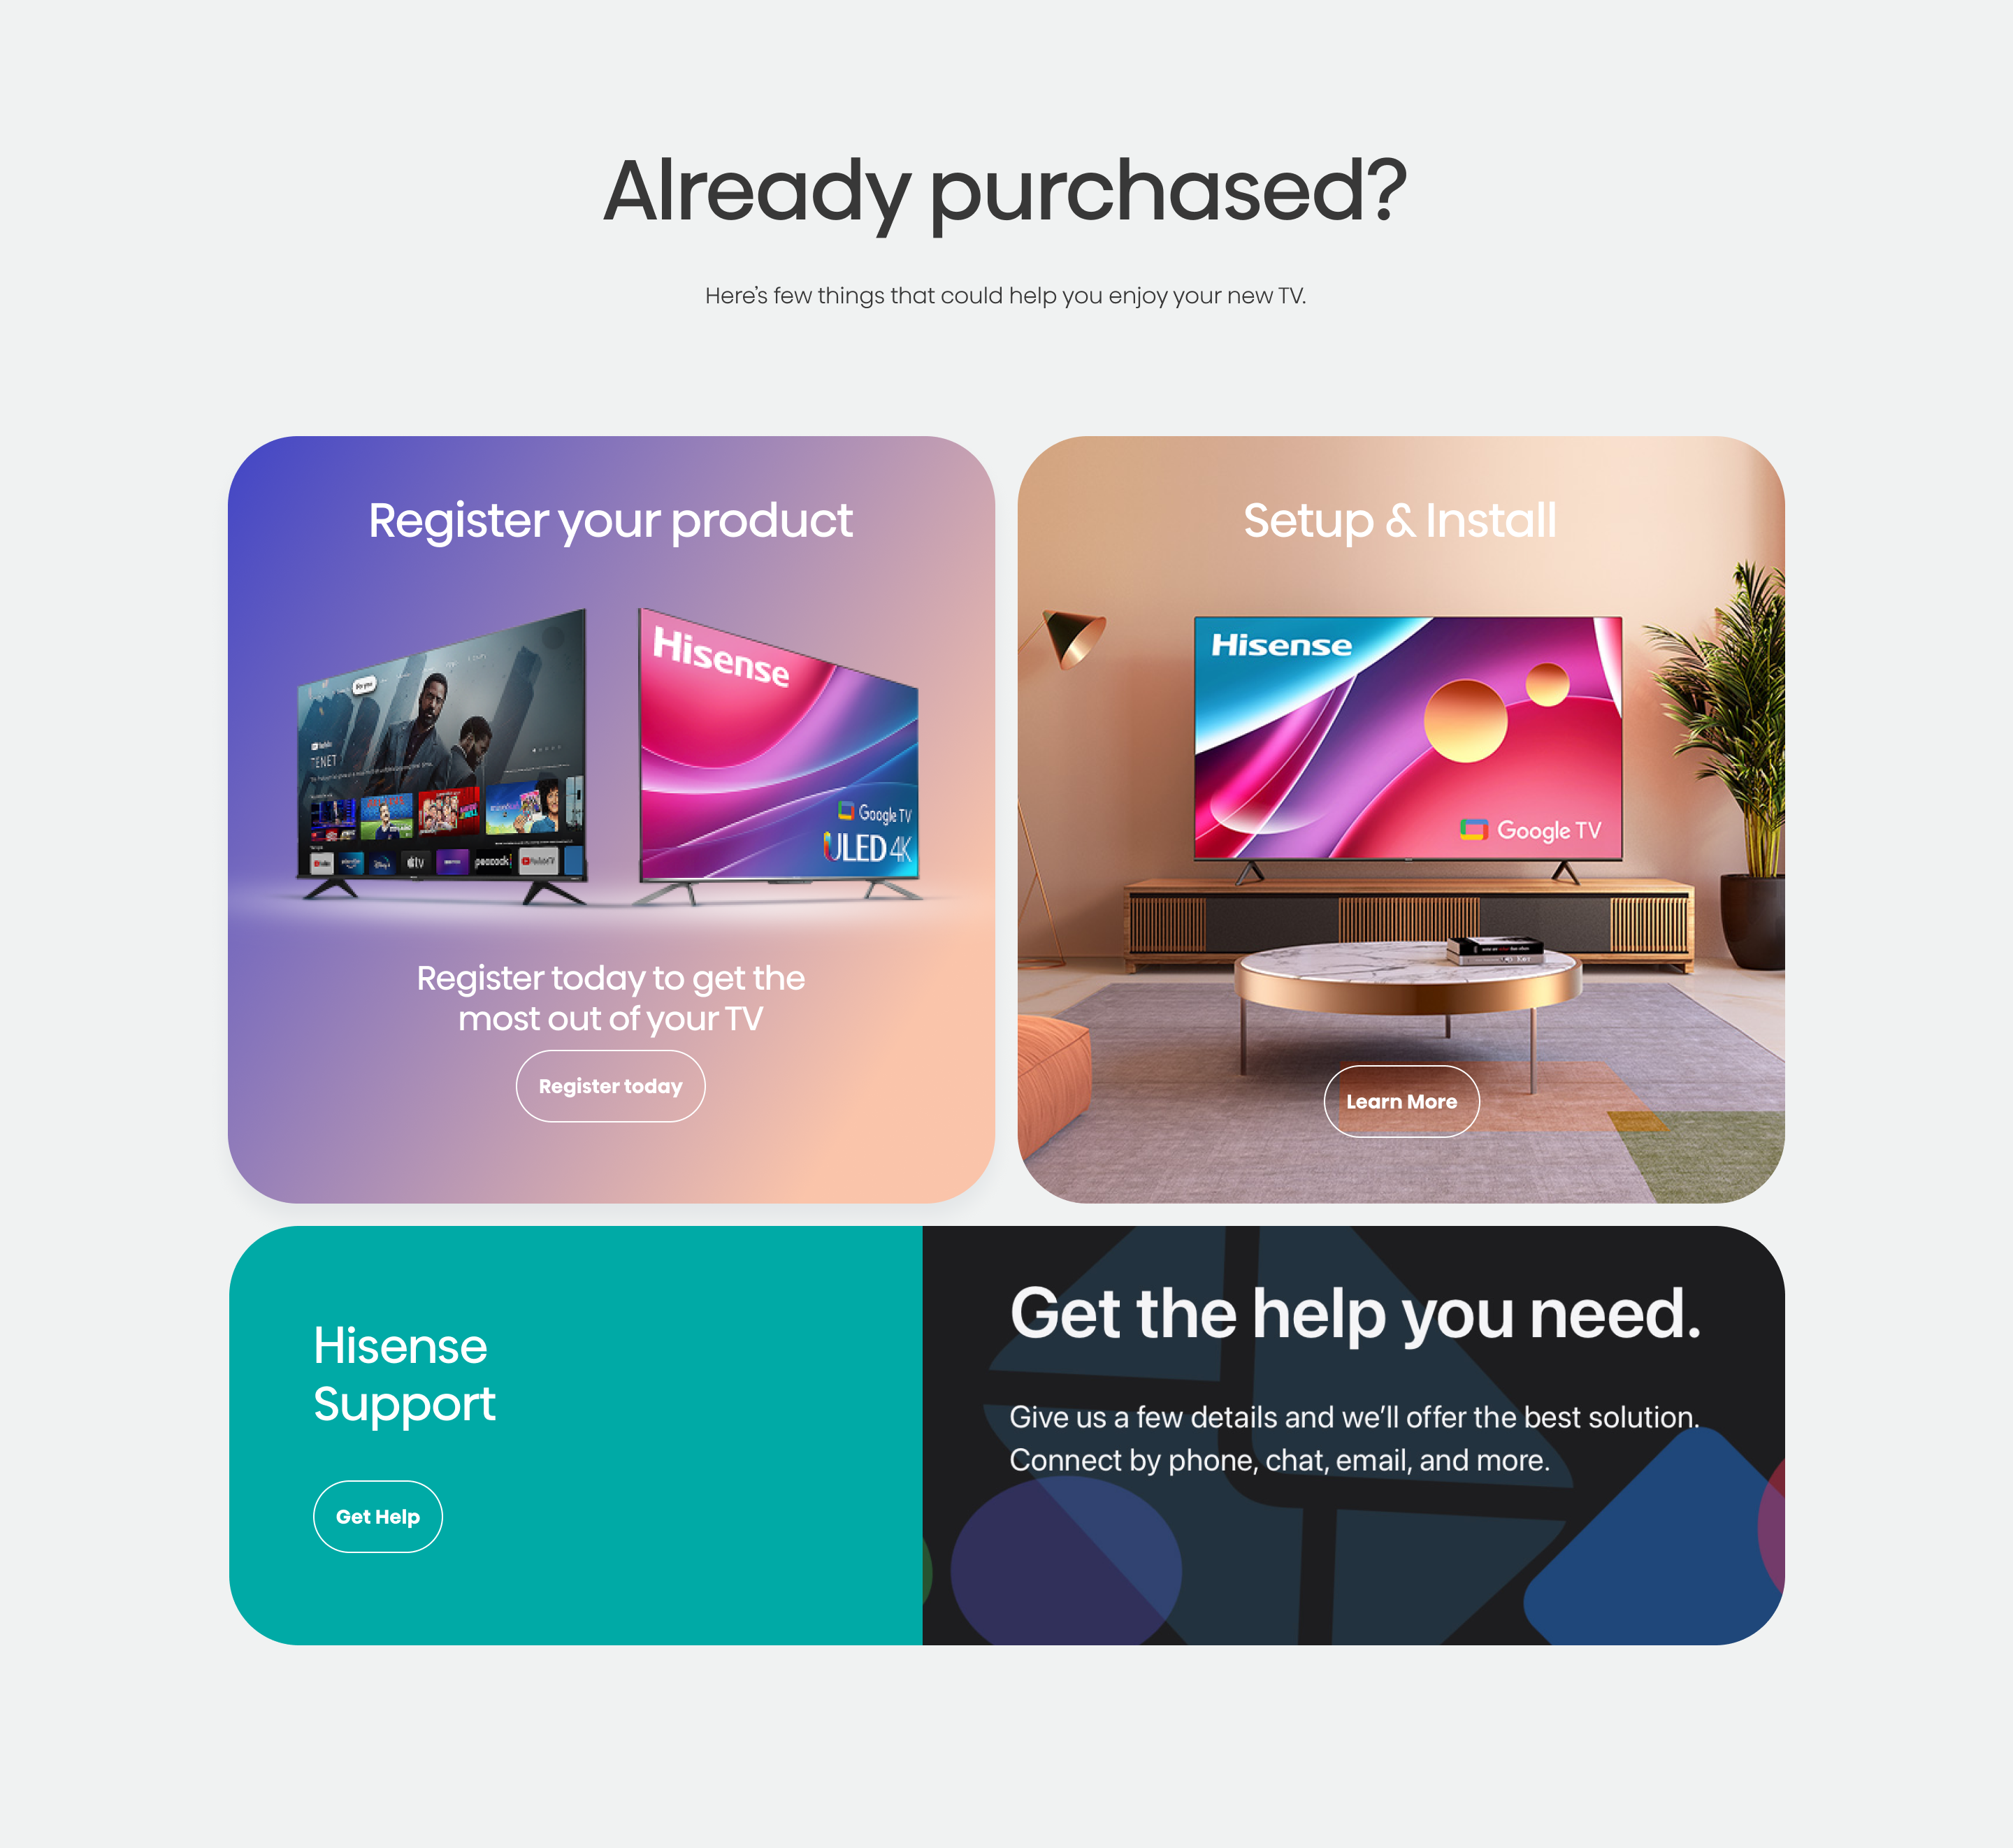 Already purchased?
Here's few things that could help you enjoy your new TV.
Register your product
Hisense
TENET
Google TV
ULED 4K
tv
peacock
YouTubeTV
Register today to get the
most out of your TV
Register today
Setup & Install
Hisense
Google TV
Learn More
Hisense
Support
Get Help
Get the help you need.
Give us a few details and we'll offer the best solution.
Connect by phone, chat, email, and more.